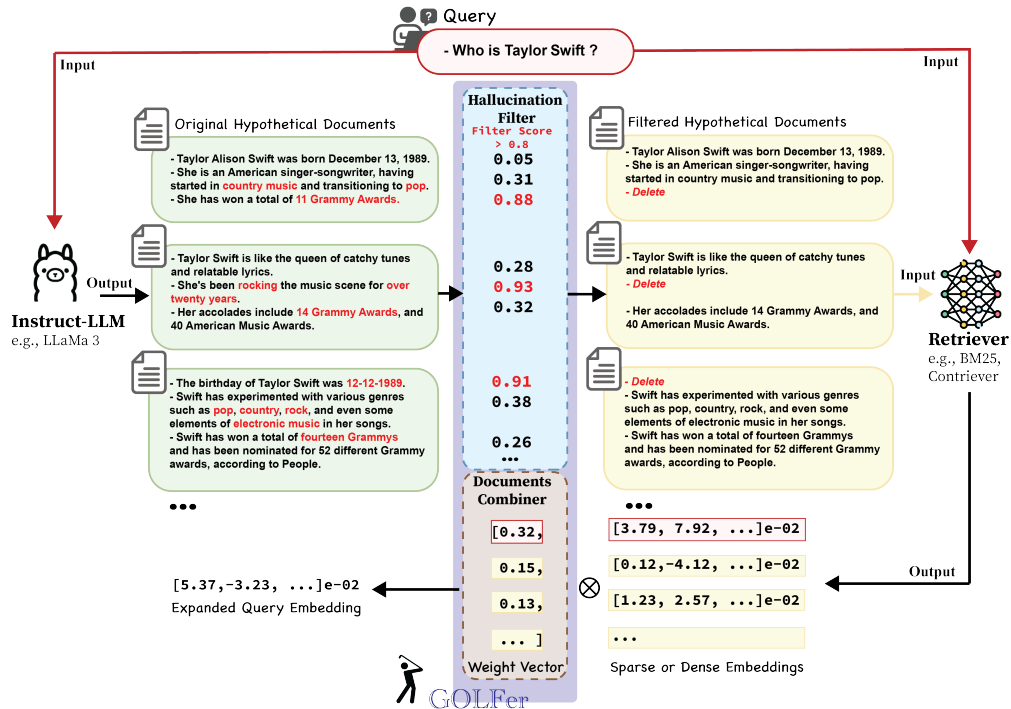 Query
- Who is Taylor Swift ?
Input
Input
Hallucination
Filter
Filter Score
> 0.8
0.05
0.31
0.88
0.28
0.93
0.32
0.91
0.38
0.26
...
Original Hypothetical Documents
- Taylor Alison Swift was born December 13, 1989.
- She is an American singer-songwriter, having
started in country music and transitioning to pop.
- She has won a total of 11 Grammy Awards.
- Taylor Swift is like the queen of catchy tunes
and relatable lyrics.
- She's been rocking the music scene for over
twenty years.
- Her accolades include 14 Grammy Awards, and
40 American Music Awards.
- The birthday of Taylor Swift was 12-12-1989.
- Swift has experimented with various genres
such as pop, country, rock, and even some
elements of electronic music in her songs.
- Swift has won a total of fourteen Grammys
and has been nominated for 52 different Grammy
awards, according to People.
...
Filtered Hypothetical Documents
- Taylor Alison Swift was born December 13, 1989.
- She is an American singer-songwriter, having
started in country music and transitioning to pop.
- Delete
- Taylor Swift is like the queen of catchy tunes
and relatable lyrics.
- Delete
- Her accolades include 14 Grammy Awards, and
40 American Music Awards.
- Delete
- Swift has experimented with various genres
such as pop, country, rock, and even some
elements of electronic music in her songs.
- Swift has won a total of fourteen Grammys
and has been nominated for 52 different Grammy
awards, according to People.
...
Output
Instruct-LLM
e.g., LLaMa 3
Input
Retriever
e.g., BM25,
Contriever
Output
Documents
Combiner
[0.32,
0.15,
0.13,
... ]
Weight Vector
[3.79, 7.92, ...]e-02
[0.12,-4.12, ...]e-02
[1.23, 2.57, ...]e-02
...
Sparse or Dense Embeddings
[5.37,-3.23, ...]e-02
Expanded Query Embedding
GOLFer